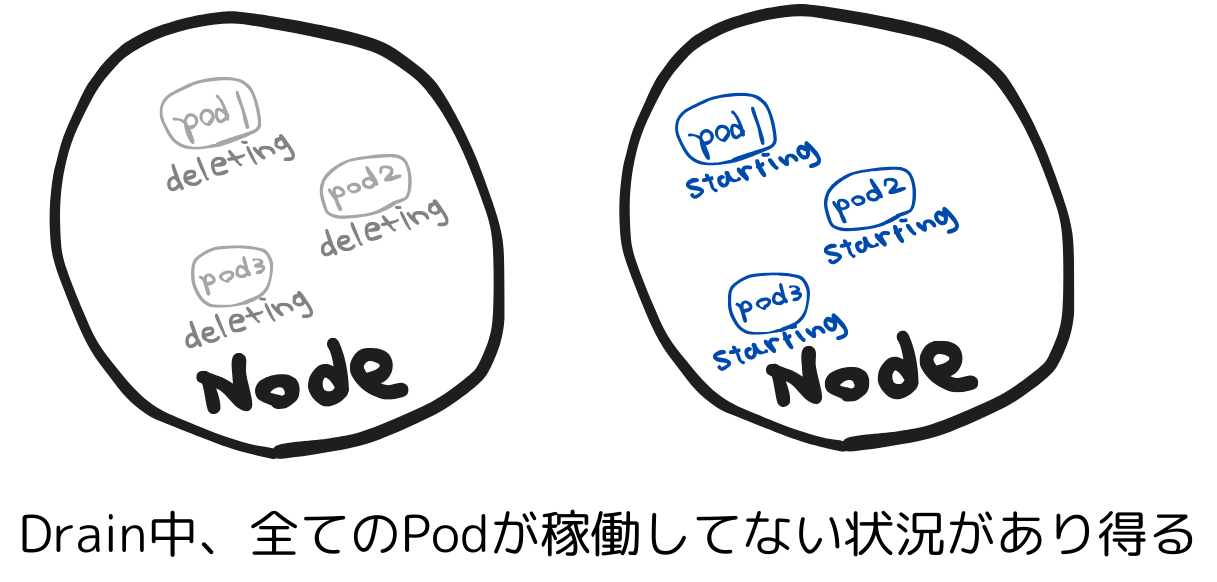 pod1
deleting
pod2
deleting
pod3
deleting
Node
pod1
starting
pod2
starting
pod3
starting
Node
Drain中、全てのPodが稼働してない状況があり得る